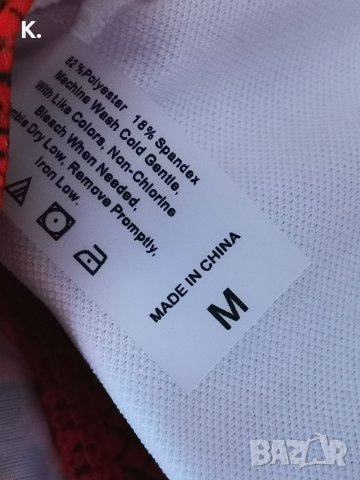 K.
82%Polyester 18% Spandex
Machine Wash Cold Gentle,
With Like Colors, Non-Chlorine
Bleach When Needed,
Dry Low, Remove Promptly,
Iron Low.
MADE IN CHINA
M
BAZAR